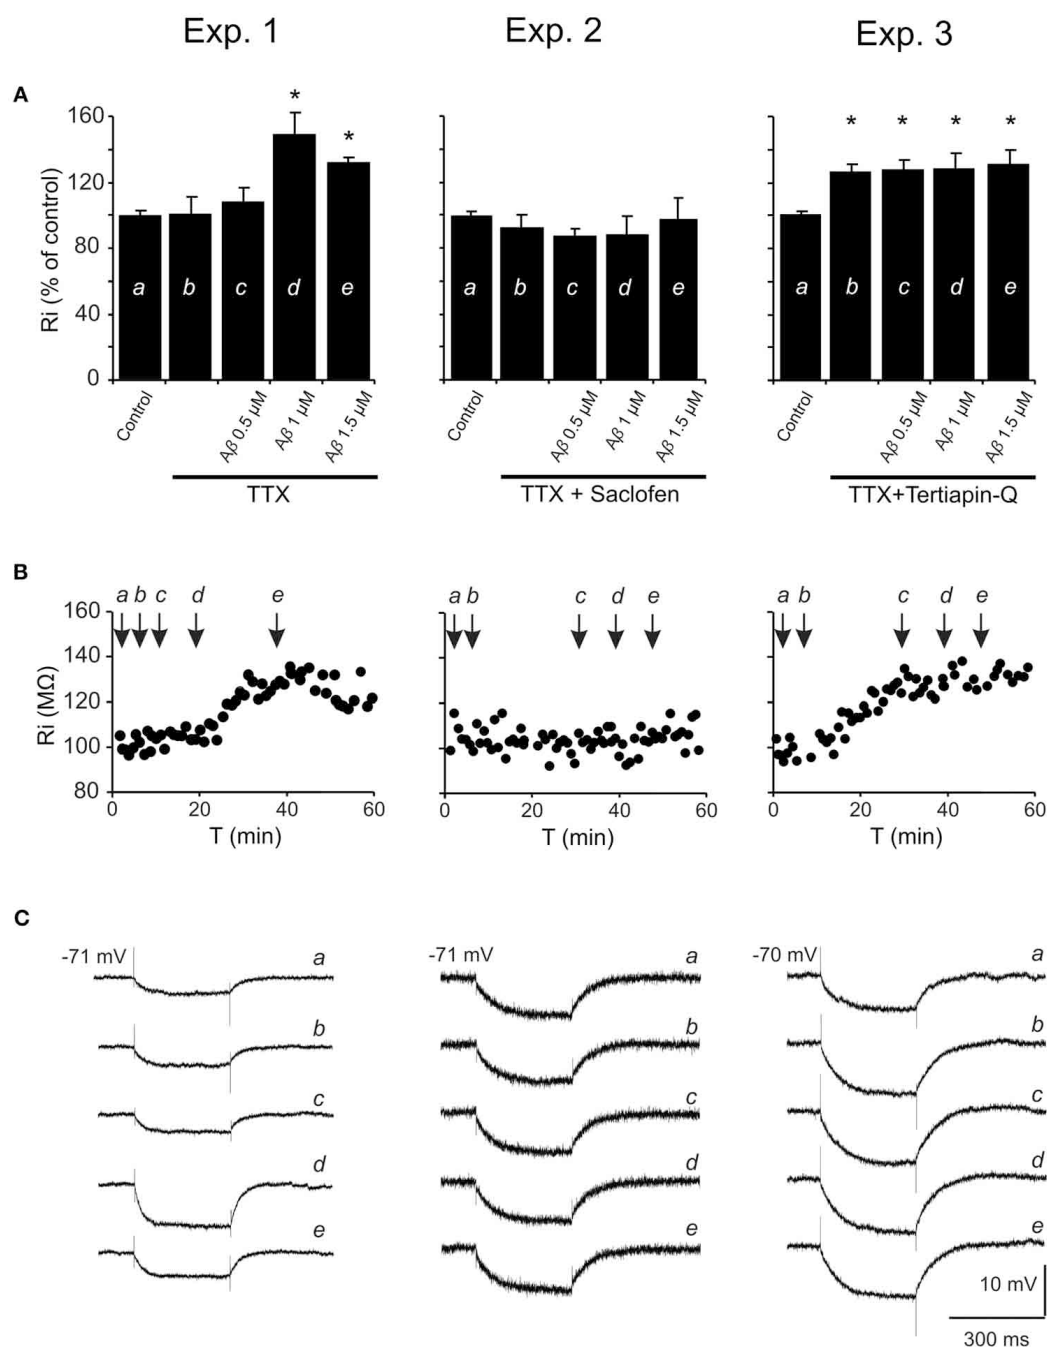 Exp. 1
Exp. 2
Exp. 3
A
Ri (% of control)
160
120
80
40
0
a
b
c
d
e
*
*
a
b
c
d
e
a
b
c
d
e
*
*
*
*
Control
Aβ 0.5 µM
Aβ 1 µM
Aβ 1.5 µM
TTX
Control
Aβ 0.5 µM
Aβ 1 µM
Aβ 1.5 µM
TTX + Saclofen
Control
Aβ 0.5 µM
Aβ 1 µM
Aβ 1.5 µM
TTX+Tertiapin-Q
B
a b c d e
a b c d e
a b c d e
Ri (MΩ)
160
140
120
100
80
0 20 40 60
0 20 40 60
0 20 40 60
T (min)
T (min)
T (min)
C
-71 mV
a
b
c
d
e
-71 mV
a
b
c
d
e
-70 mV
a
b
c
d
e
10 mV
300 ms